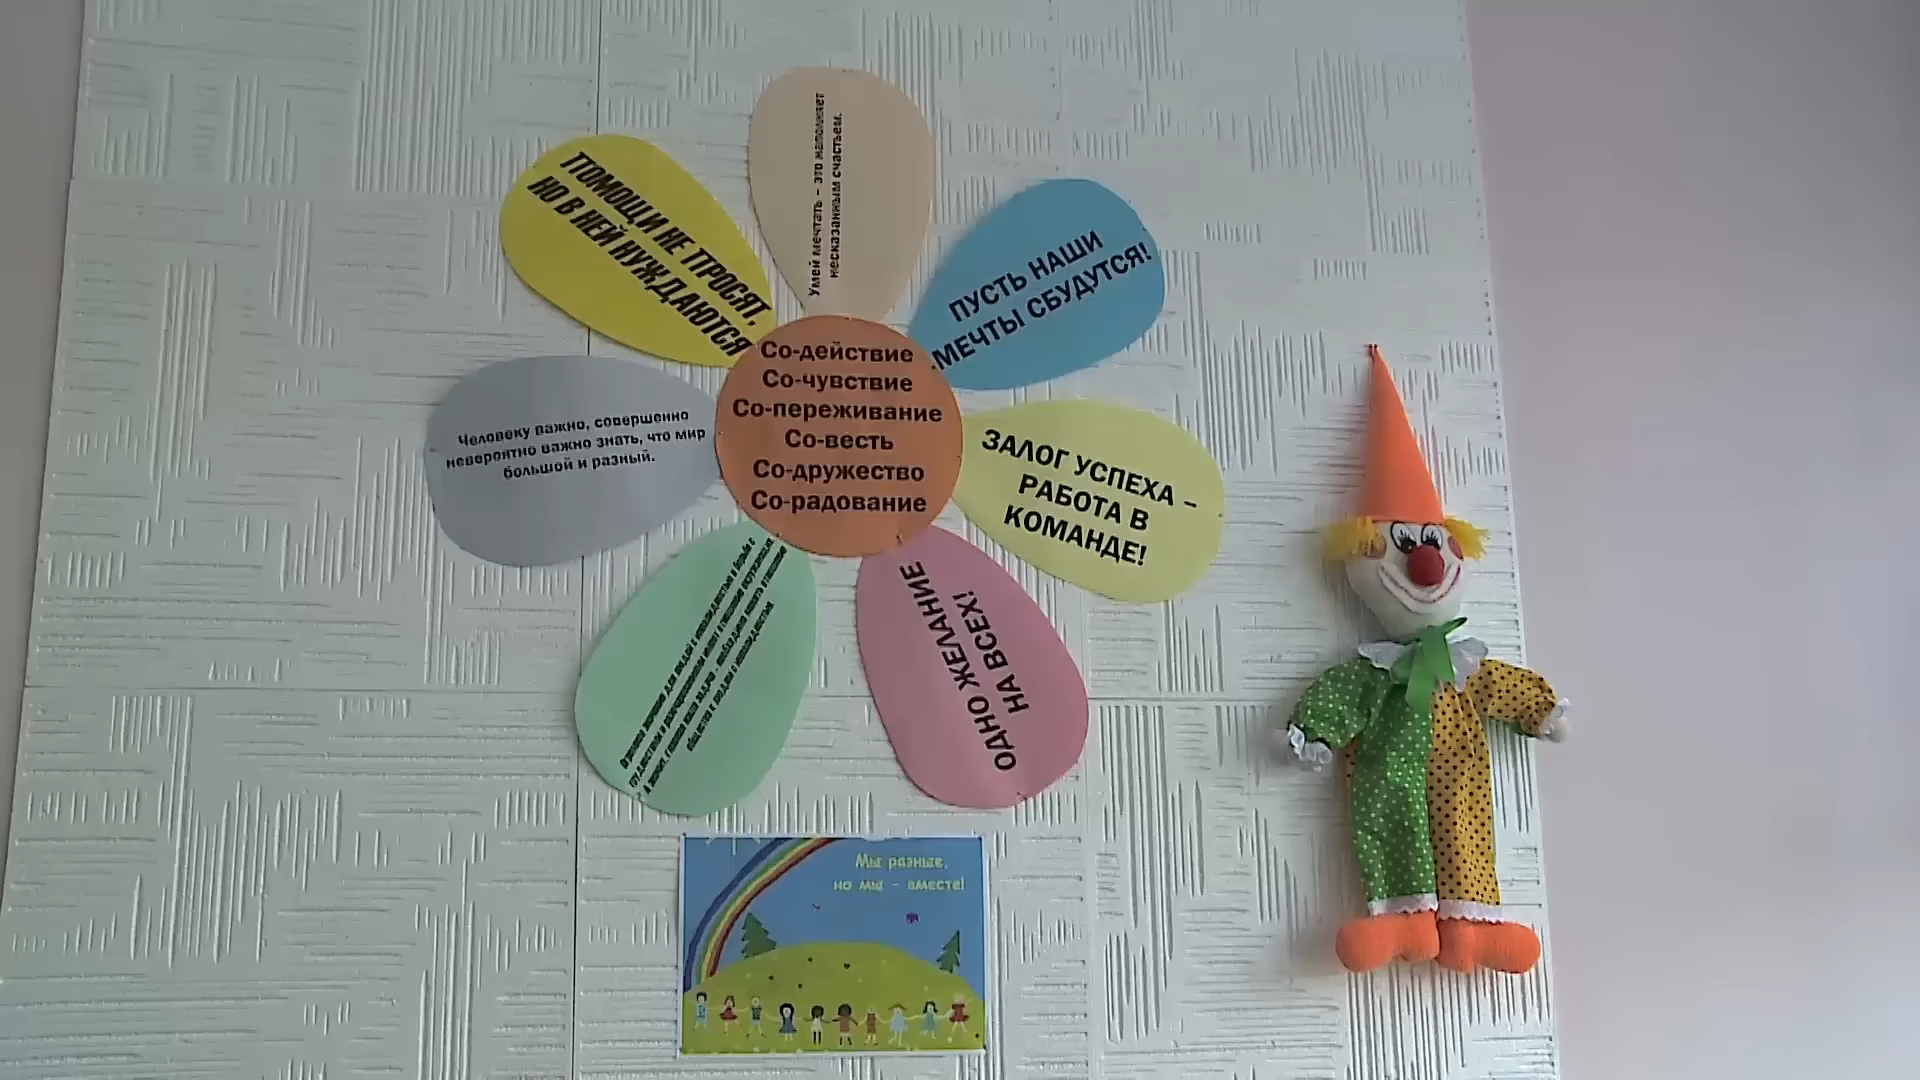 Умей мечтать – это наполняет
несказанным счастьем.
ПОМОЩИ НЕ ПРОСЯТ,
НО В НЕЙ НУЖДАЮТСЯ
ПУСТЬ НАШИ
МЕЧТЫ СБУДУТСЯ!
Со-действие
Со-чувствие
Со-переживание
Со-весть
Со-дружество
Со-радование
Человеку важно, совершенно
невероятно важно знать, что мир
большой и разный.
ЗАЛОГ УСПЕХА –
РАБОТА В
КОМАНДЕ!
ОДНО ЖЕЛАНИЕ
НА ВСЕХ!
Мы разные,
но мы - вместе!